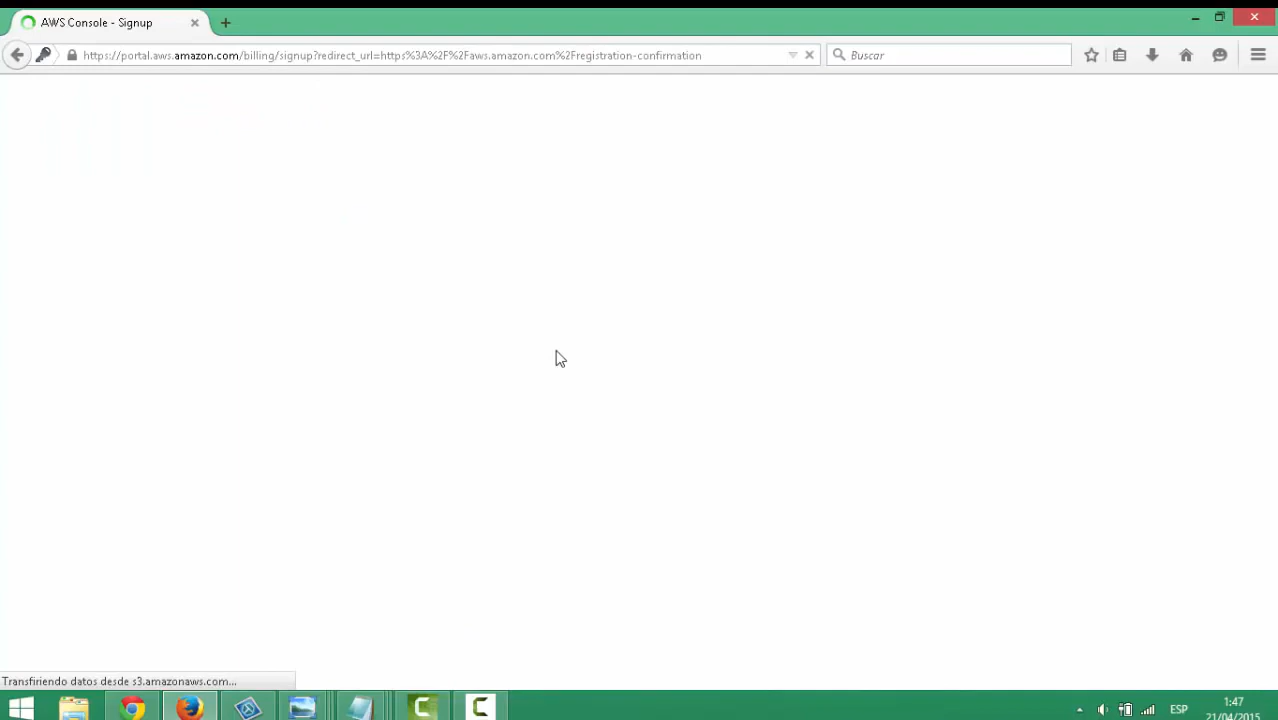 AWS Console - Signup
https://portal.aws.amazon.com/billing/signup?redirect_url=https%3A%2F%2Faws.amazon.com%2Fregistration-confirmation
Buscar
Transfiriendo datos desde s3.amazonaws.com...
ESP
1:47
21/04/2015